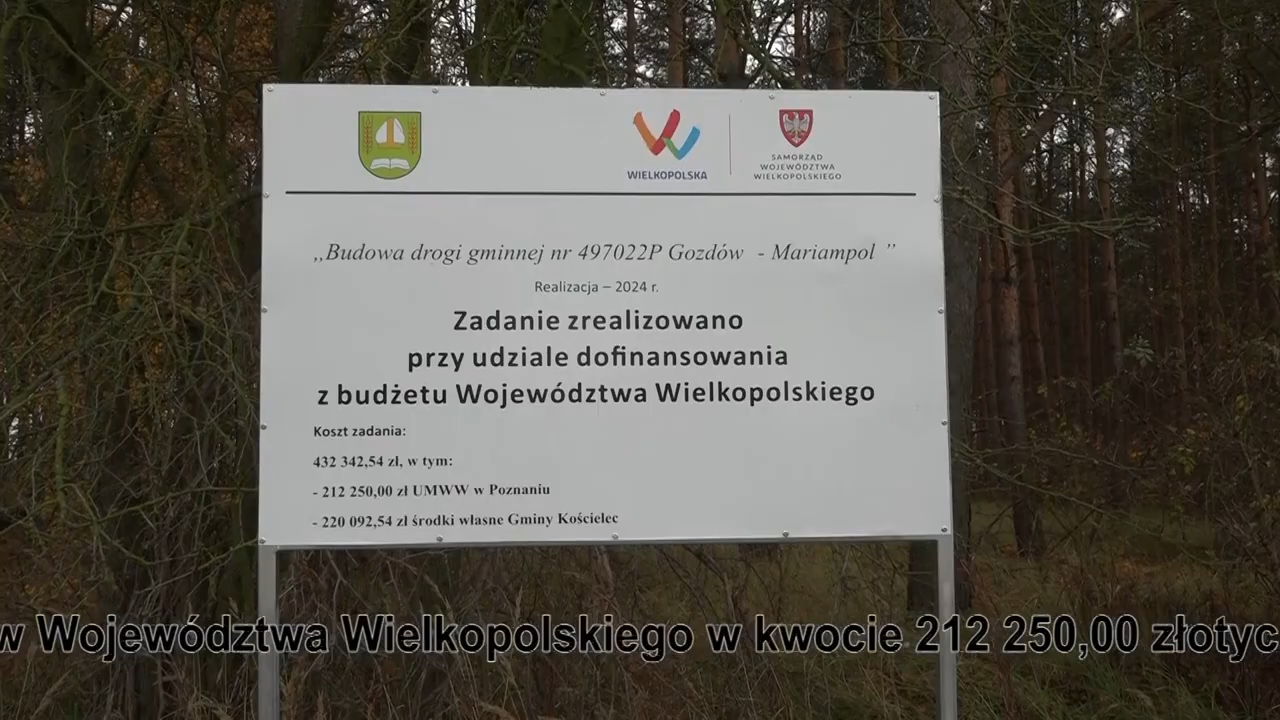 WIELKOPOLSKA
SAMORZĄD
WOJEWÓDZTWA
WIELKOPOLSKIEGO
„Budowa drogi gminnej nr 497022P Gozdów - Mariampol ”
Realizacja – 2024 r.
Zadanie zrealizowano
przy udziale dofinansowania
z budżetu Województwa Wielkopolskiego
Koszt zadania:
432 342,54 zł, w tym:
- 212 250,00 zł UMWW w Poznaniu
- 220 092,54 zł środki własne Gminy Kościelec
w Województwa Wielkopolskiego w kwocie 212 250,00 złotyc